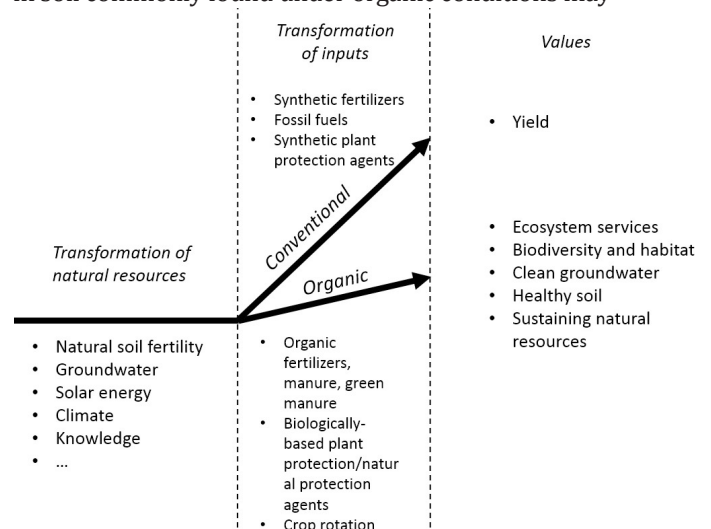 in soil commonly found under organic conditions may
Transformation
of inputs
Values
• Synthetic fertilizers
• Fossil fuels
• Synthetic plant
protection agents
• Yield
Conventional
Organic
Transformation of
natural resources
• Ecosystem services
• Biodiversity and habitat
• Clean groundwater
• Healthy soil
• Sustaining natural
resources
• Natural soil fertility
• Groundwater
• Solar energy
• Climate
• Knowledge
• ...
• Organic
fertilizers,
manure, green
manure
• Biologically-
based plant
protection/natur
al protection
agents
• Crop rotation